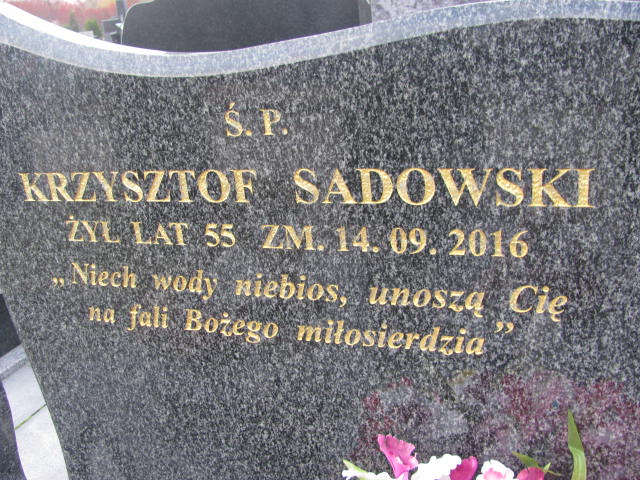 Ś. P.
KRZYSZTOF SADOWSKI
ŻYŁ LAT 55 ZM. 14. 09. 2016
„Niech wody niebios, unoszą Cię
na fali Bożego miłosierdzia”